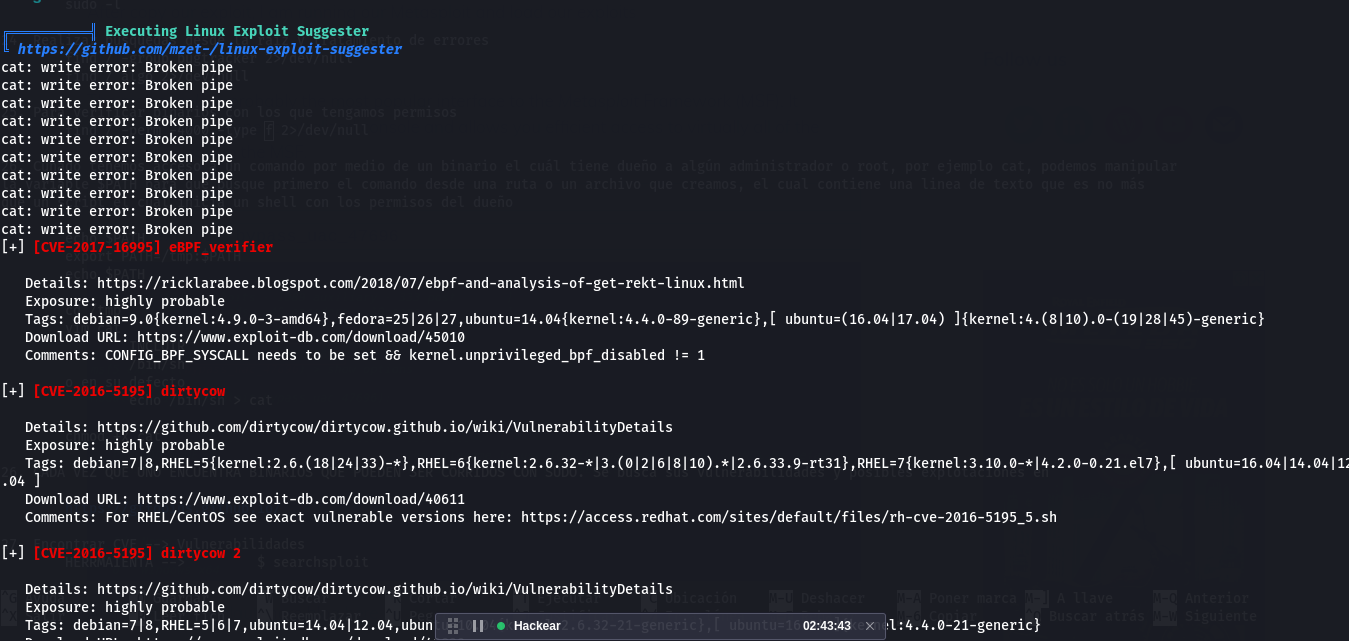 sudo -l
Executing Linux Exploit Suggester
https://github.com/mzet-/linux-exploit-suggester
cat: write error: Broken pipe
cat: write error: Broken pipe
cat: write error: Broken pipe
cat: write error: Broken pipe
cat: write error: Broken pipe
cat: write error: Broken pipe
cat: write error: Broken pipe
cat: write error: Broken pipe
cat: write error: Broken pipe
cat: write error: Broken pipe
[+] [CVE-2017-16995] eBPF_verifier
Details: https://ricklarabee.blogspot.com/2018/07/ebpf-and-analysis-of-get-rekt-linux.html
Exposure: highly probable
Tags: debian=9.0{kernel:4.9.0-3-amd64},fedora=25|26|27,ubuntu=14.04{kernel:4.4.0-89-generic},[ ubuntu=(16.04|17.04) ]{kernel:4.(8|10).0-(19|28|45)-generic}
Download URL: https://www.exploit-db.com/download/45010
Comments: CONFIG_BPF_SYSCALL needs to be set && kernel.unprivileged_bpf_disabled != 1
[+] [CVE-2016-5195] dirtycow
Details: https://github.com/dirtycow/dirtycow.github.io/wiki/VulnerabilityDetails
Exposure: highly probable
Tags: debian=7|8,RHEL=5{kernel:2.6.(18|24|33)-*},RHEL=6{kernel:2.6.32-*|3.(0|2|6|8|10).*|2.6.33.9-rt31},RHEL=7{kernel:3.10.0-*|4.2.0-0.21.el7},[ ubuntu=16.04|14.04|12
.04 ]
Download URL: https://www.exploit-db.com/download/40611
Comments: For RHEL/CentOS see exact vulnerable versions here: https://access.redhat.com/sites/default/files/rh-cve-2016-5195_5.sh
[+] [CVE-2016-5195] dirtycow 2
Details: https://github.com/dirtycow/dirtycow.github.io/wiki/VulnerabilityDetails
Exposure: highly probable
Tags: debian=7|8,RHEL=5|6|7,ubuntu=14.04|12.04,ubun
Hackear
02:43:43
nel:4.4.0-21-generic}